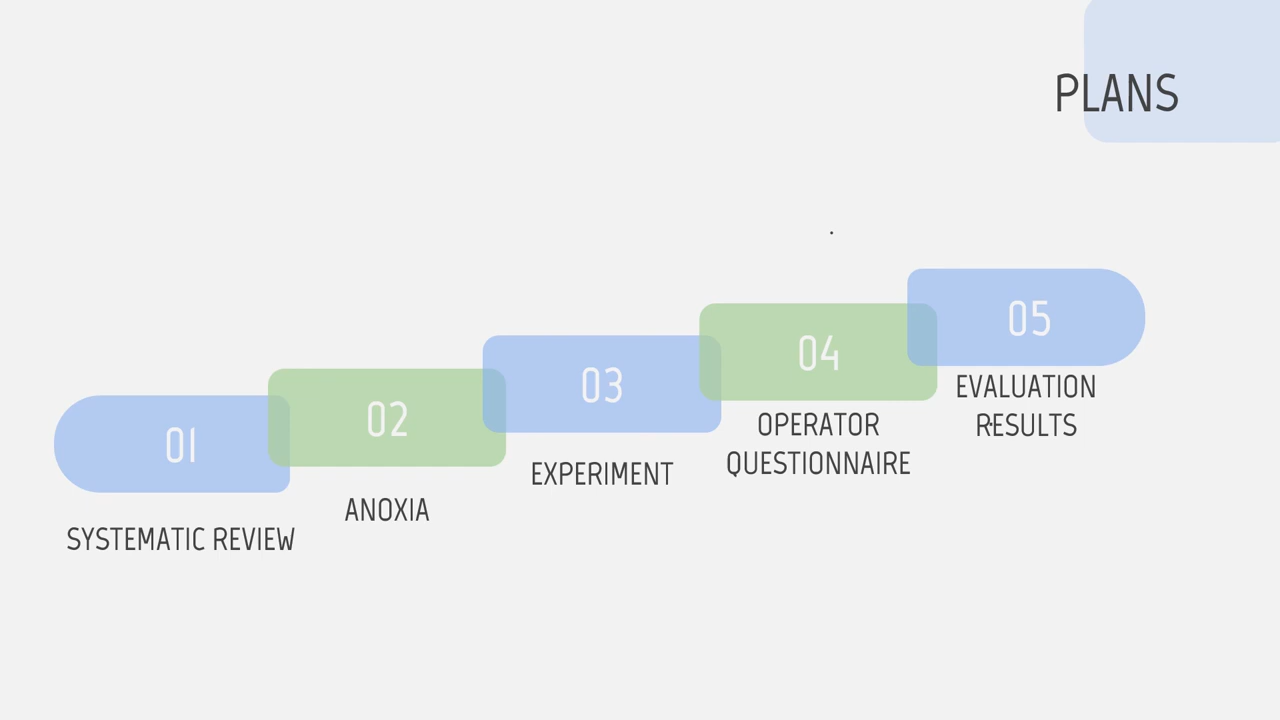 PLANS
01
SYSTEMATIC REVIEW
02
ANOXIA
03
EXPERIMENT
04
OPERATOR
QUESTIONNAIRE
05
EVALUATION
RESULTS